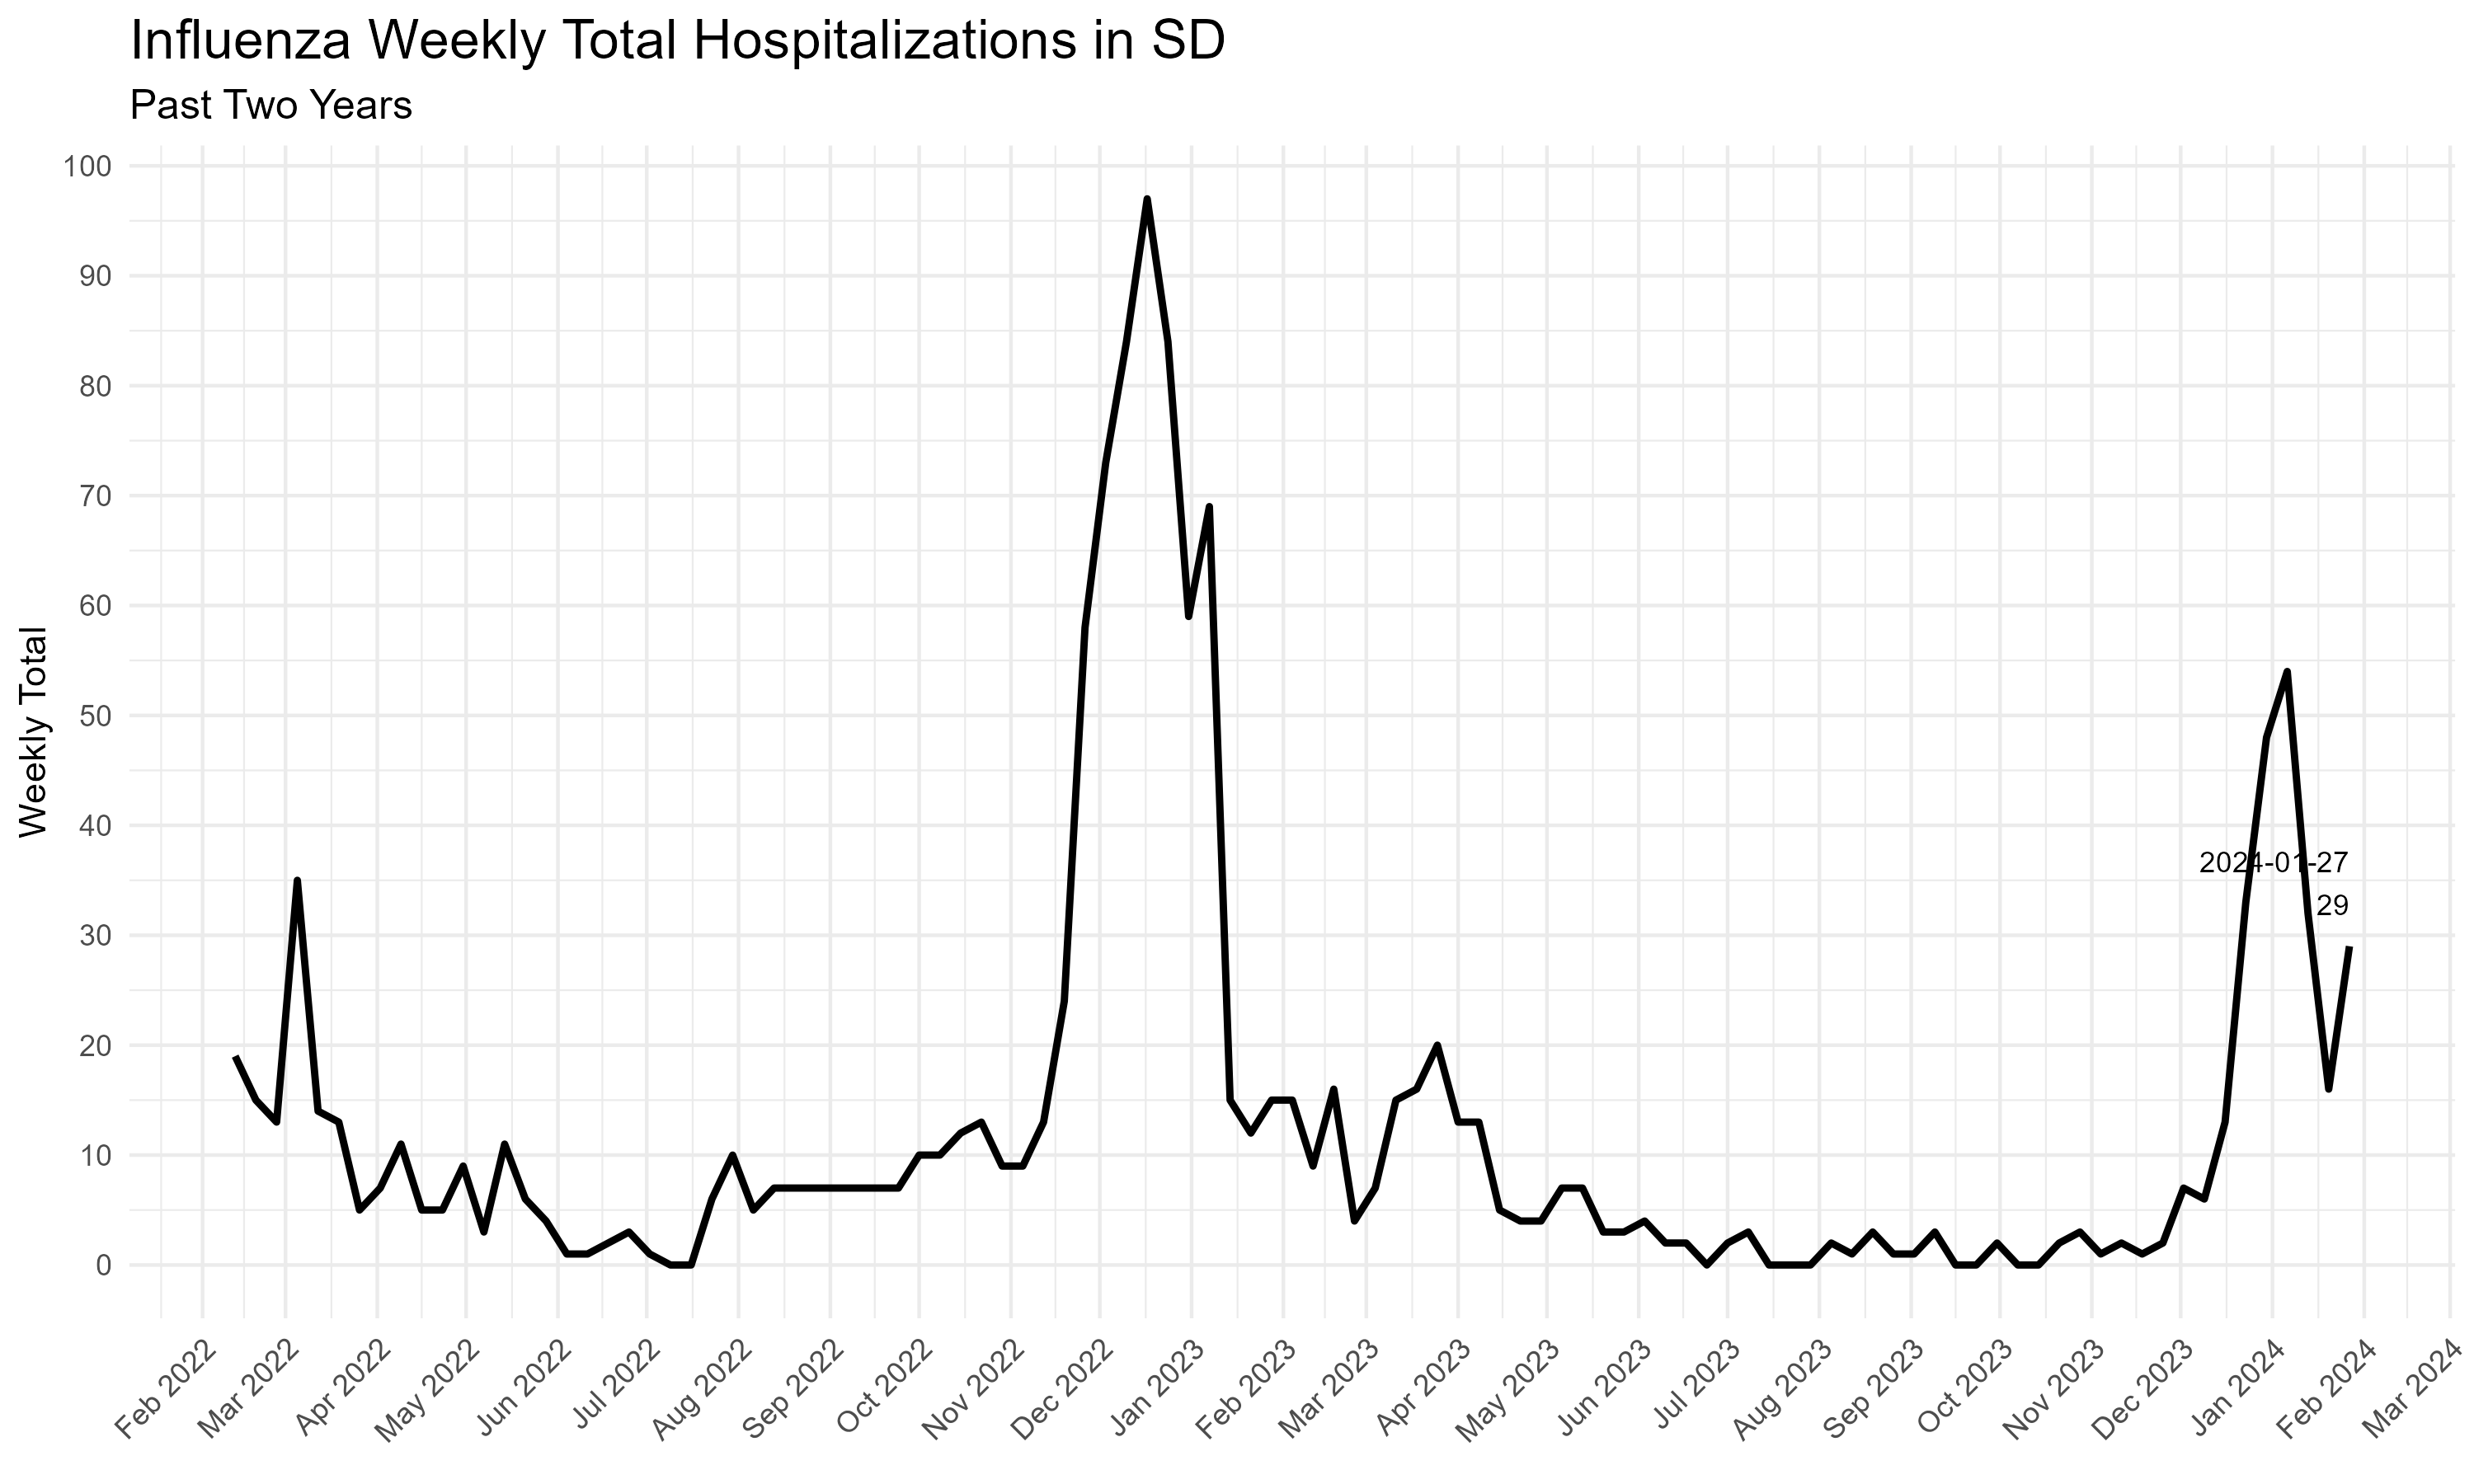 Influenza Weekly Total Hospitalizations in SD
Past Two Years
Weekly Total
100
90
80
70
60
50
40
30
20
10
0
2024-01-27
29
Feb 2022
Mar 2022
Apr 2022
May 2022
Jun 2022
Jul 2022
Aug 2022
Sep 2022
Oct 2022
Nov 2022
Dec 2022
Jan 2023
Feb 2023
Mar 2023
Apr 2023
May 2023
Jun 2023
Jul 2023
Aug 2023
Sep 2023
Oct 2023
Nov 2023
Dec 2023
Jan 2024
Feb 2024
Mar 2024